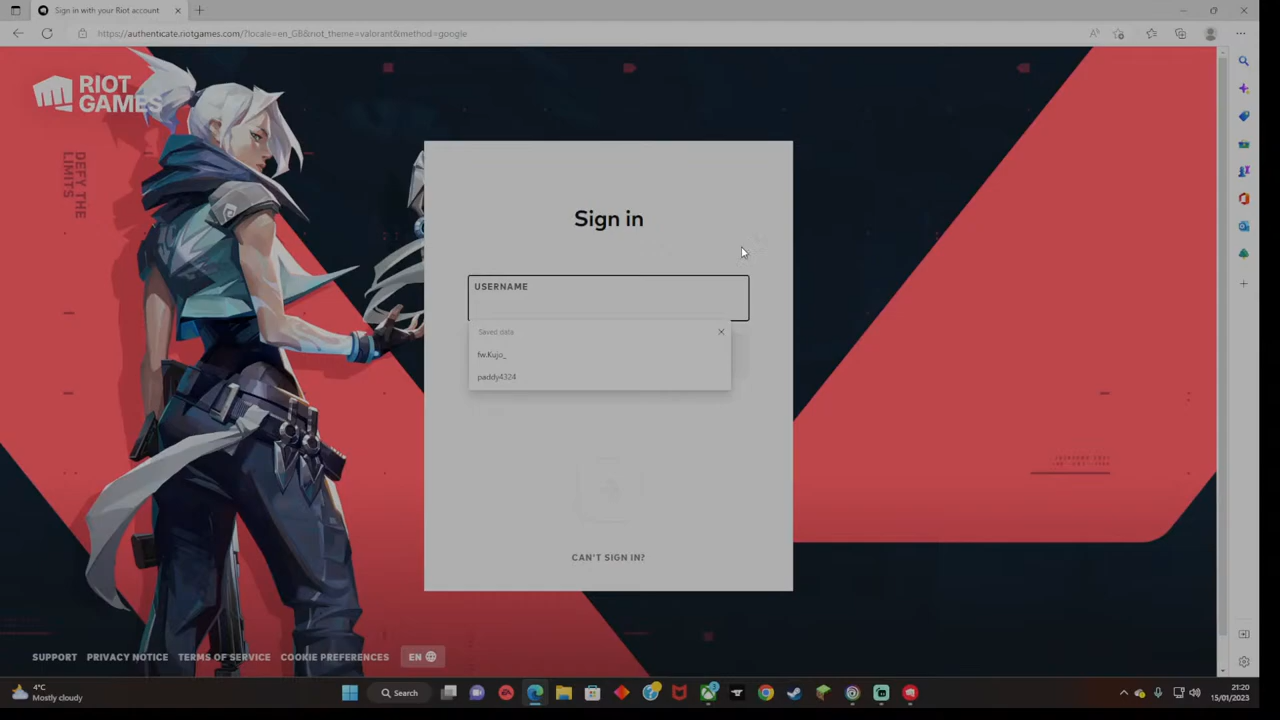 Sign in with your Riot account
https://authenticate.riotgames.com/?locale=en_GB&not_theme=valorant&method=google
RIOT
GAMES
DEFY THE
LIMITS
Sign in
USERNAME
Saved data
fw.Kujo_
paddy4324
CAN'T SIGN IN?
SUPPORT PRIVACY NOTICE TERMS OF SERVICE COOKIE PREFERENCES EN
4°C
Mostly cloudy
Search
21:20
15/01/2023